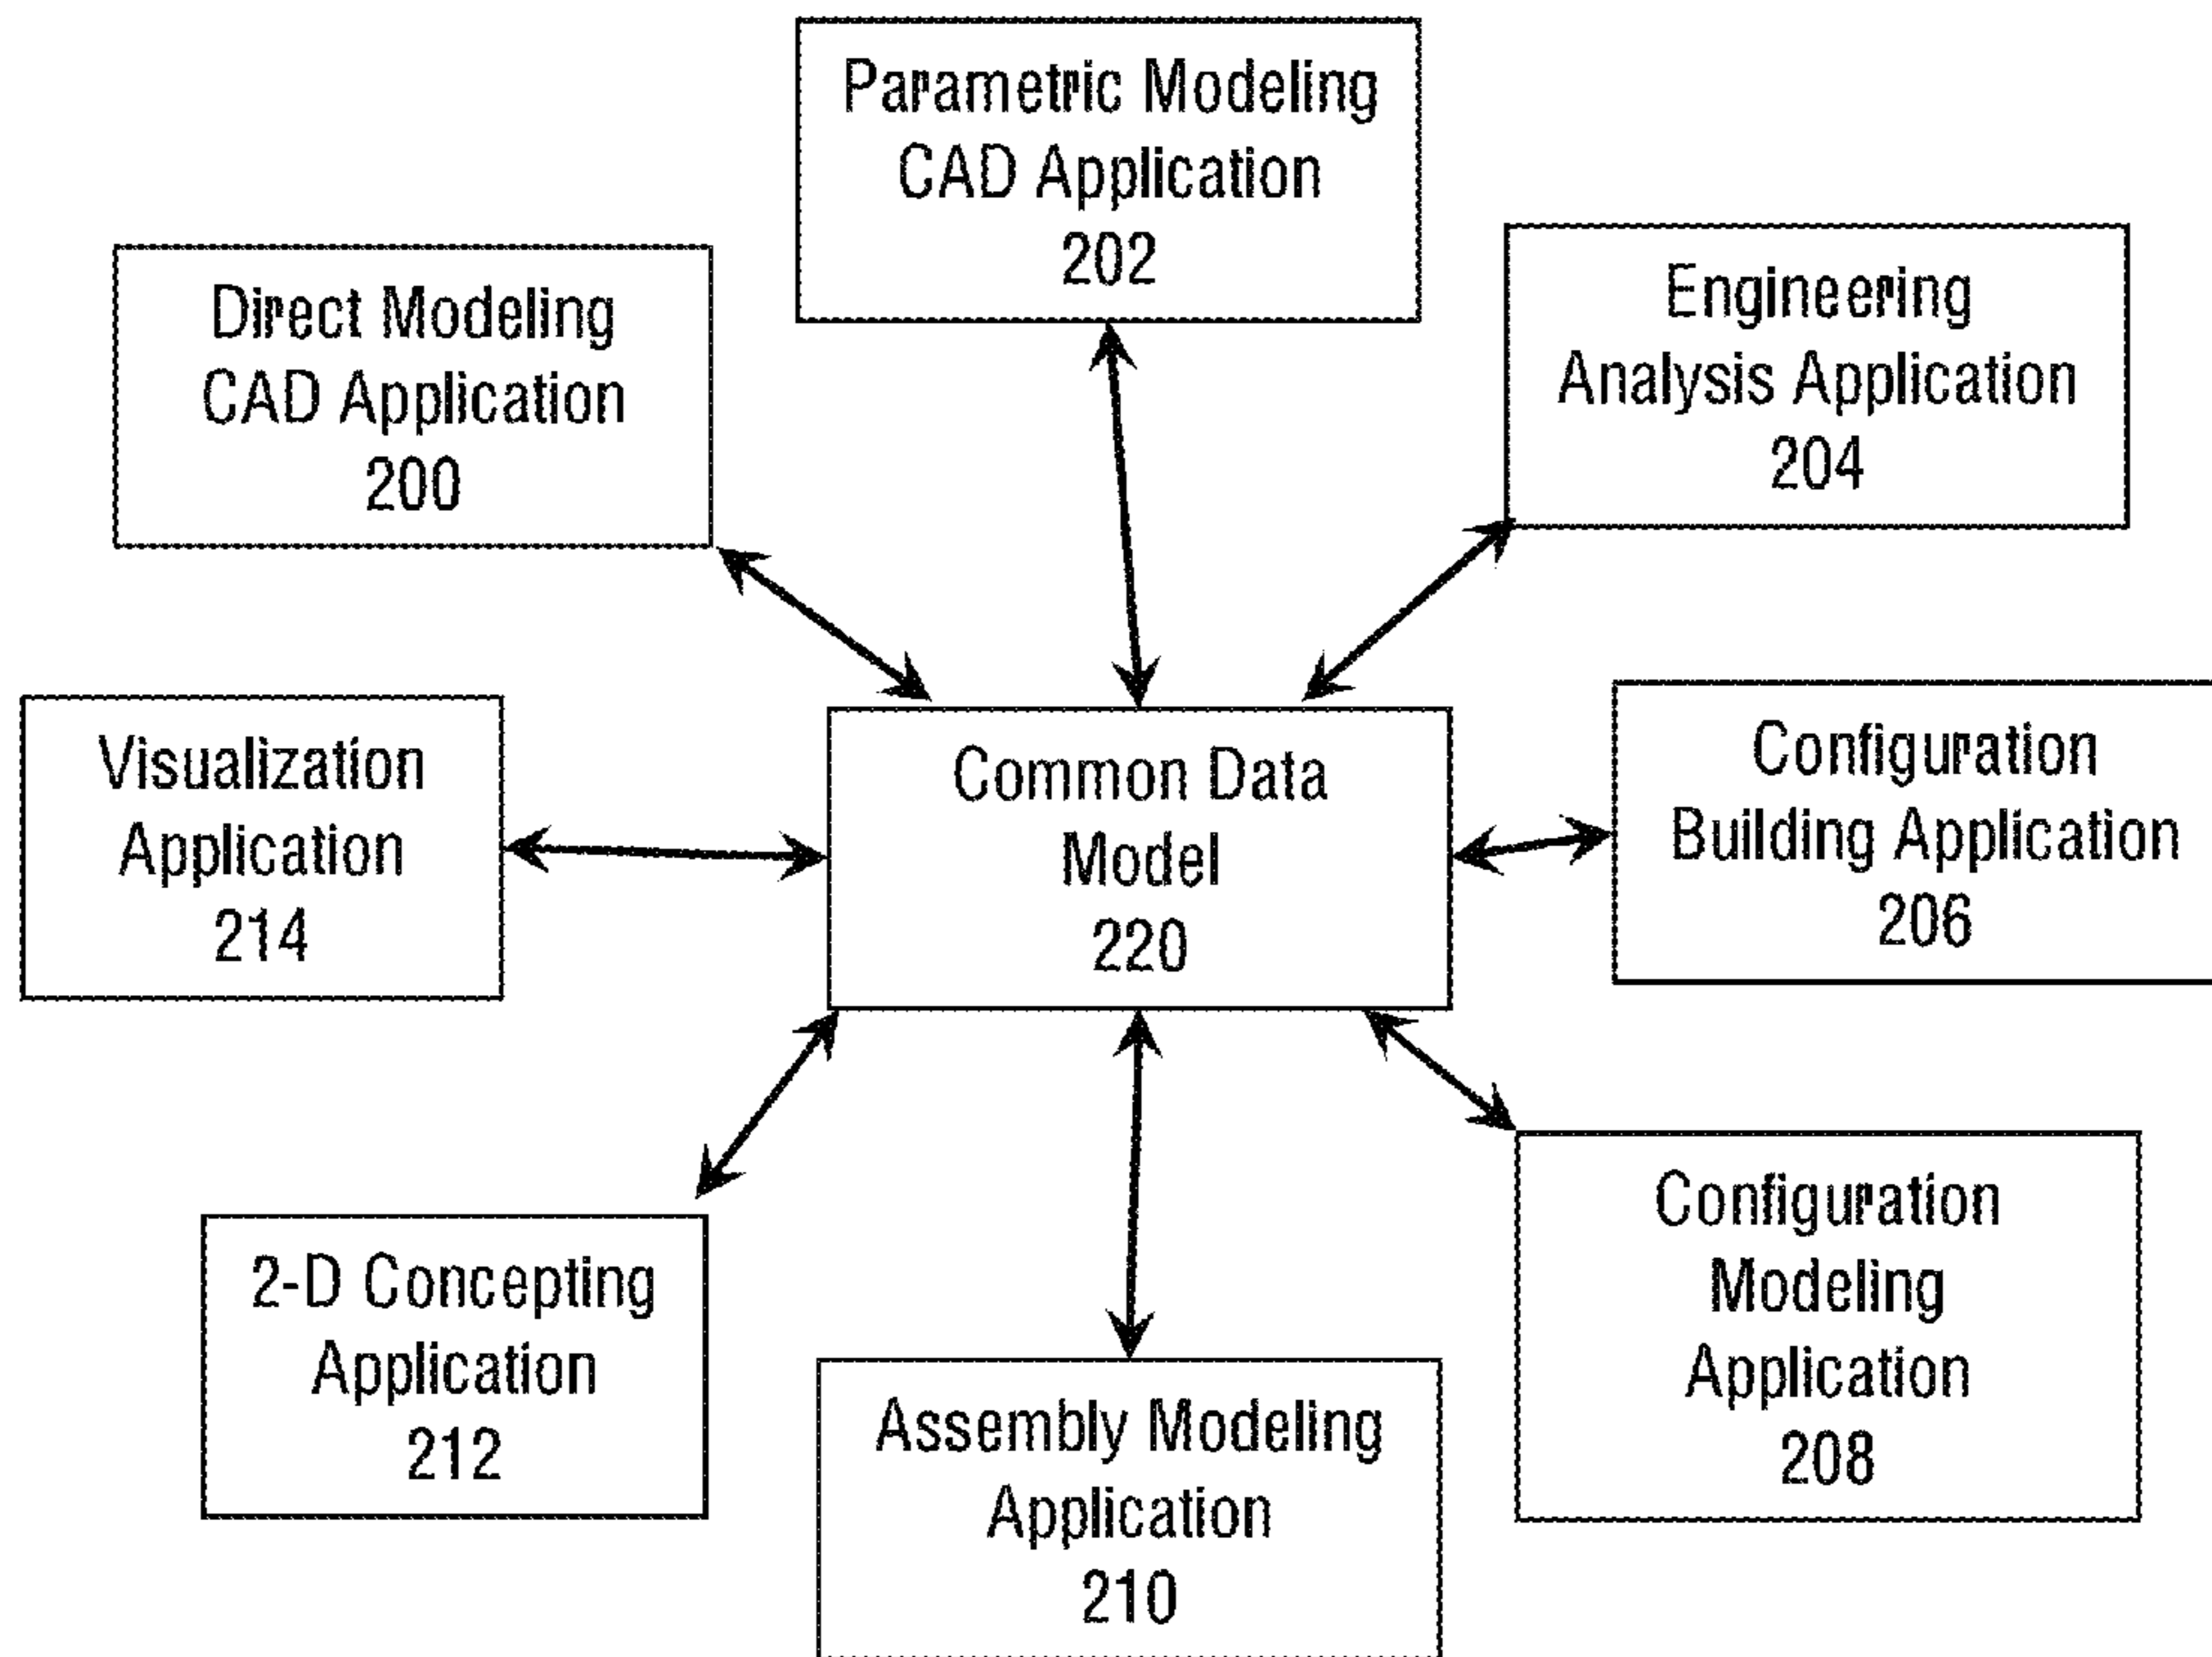 Parametric Modeling
CAD Application
202
Direct Modeling
CAD Application
200
Engineering
Analysis Application
204
Visualization
Application
214
Common Data
Model
220
Configuration
Building Application
206
2-D Concepting
Application
212
Assembly Modeling
Application
210
Configuration
Modeling
Application
208